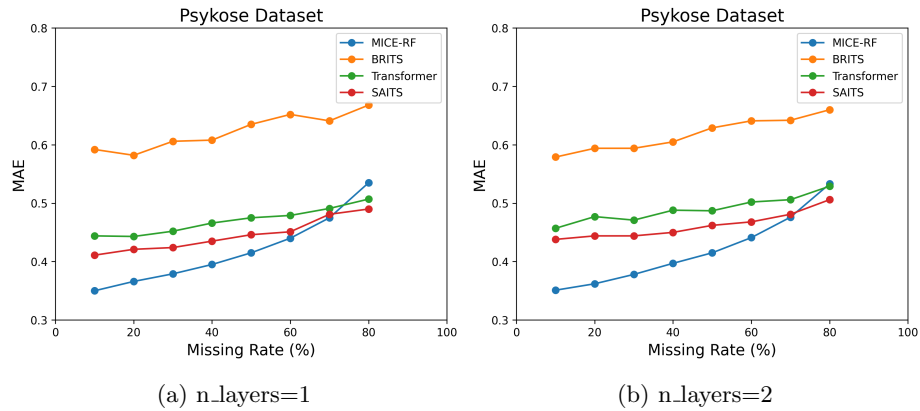 Psykose Dataset
0.8
0.7
0.6
0.5
0.4
0.3
MAE
0 20 40 60 80 100
Missing Rate (%)
MICE-RF
BRITS
Transformer
SAITS
(a) n_layers=1
Psykose Dataset
0.8
0.7
0.6
0.5
0.4
0.3
MAE
0 20 40 60 80 100
Missing Rate (%)
MICE-RF
BRITS
Transformer
SAITS
(b) n_layers=2